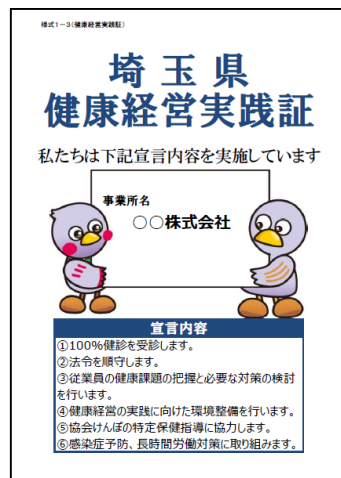 様式1－3(健康経営実践証)
埼玉県
健康経営実践証
私たちは下記宣言内容を実施しています
事業所名
○○株式会社
宣言内容
①100%健診を受診します。
②法令を順守します。
③従業員の健康課題の把握と必要な対策の検討
を行います。
④健康経営の実践に向けた環境整備を行います。
⑤協会けんぽの特定保健指導に協力します。
⑥感染症予防、長時間労働対策に取り組みます。